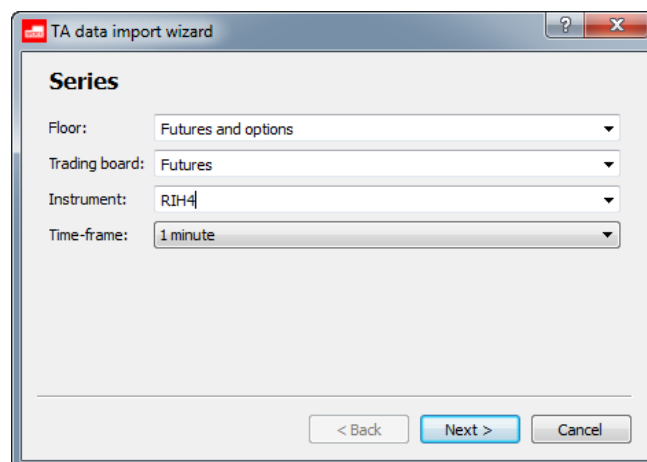 TA data import wizard
Series
Floor: Futures and options
Trading board: Futures
Instrument: RIH4
Time-frame: 1 minute
< Back Next > Cancel